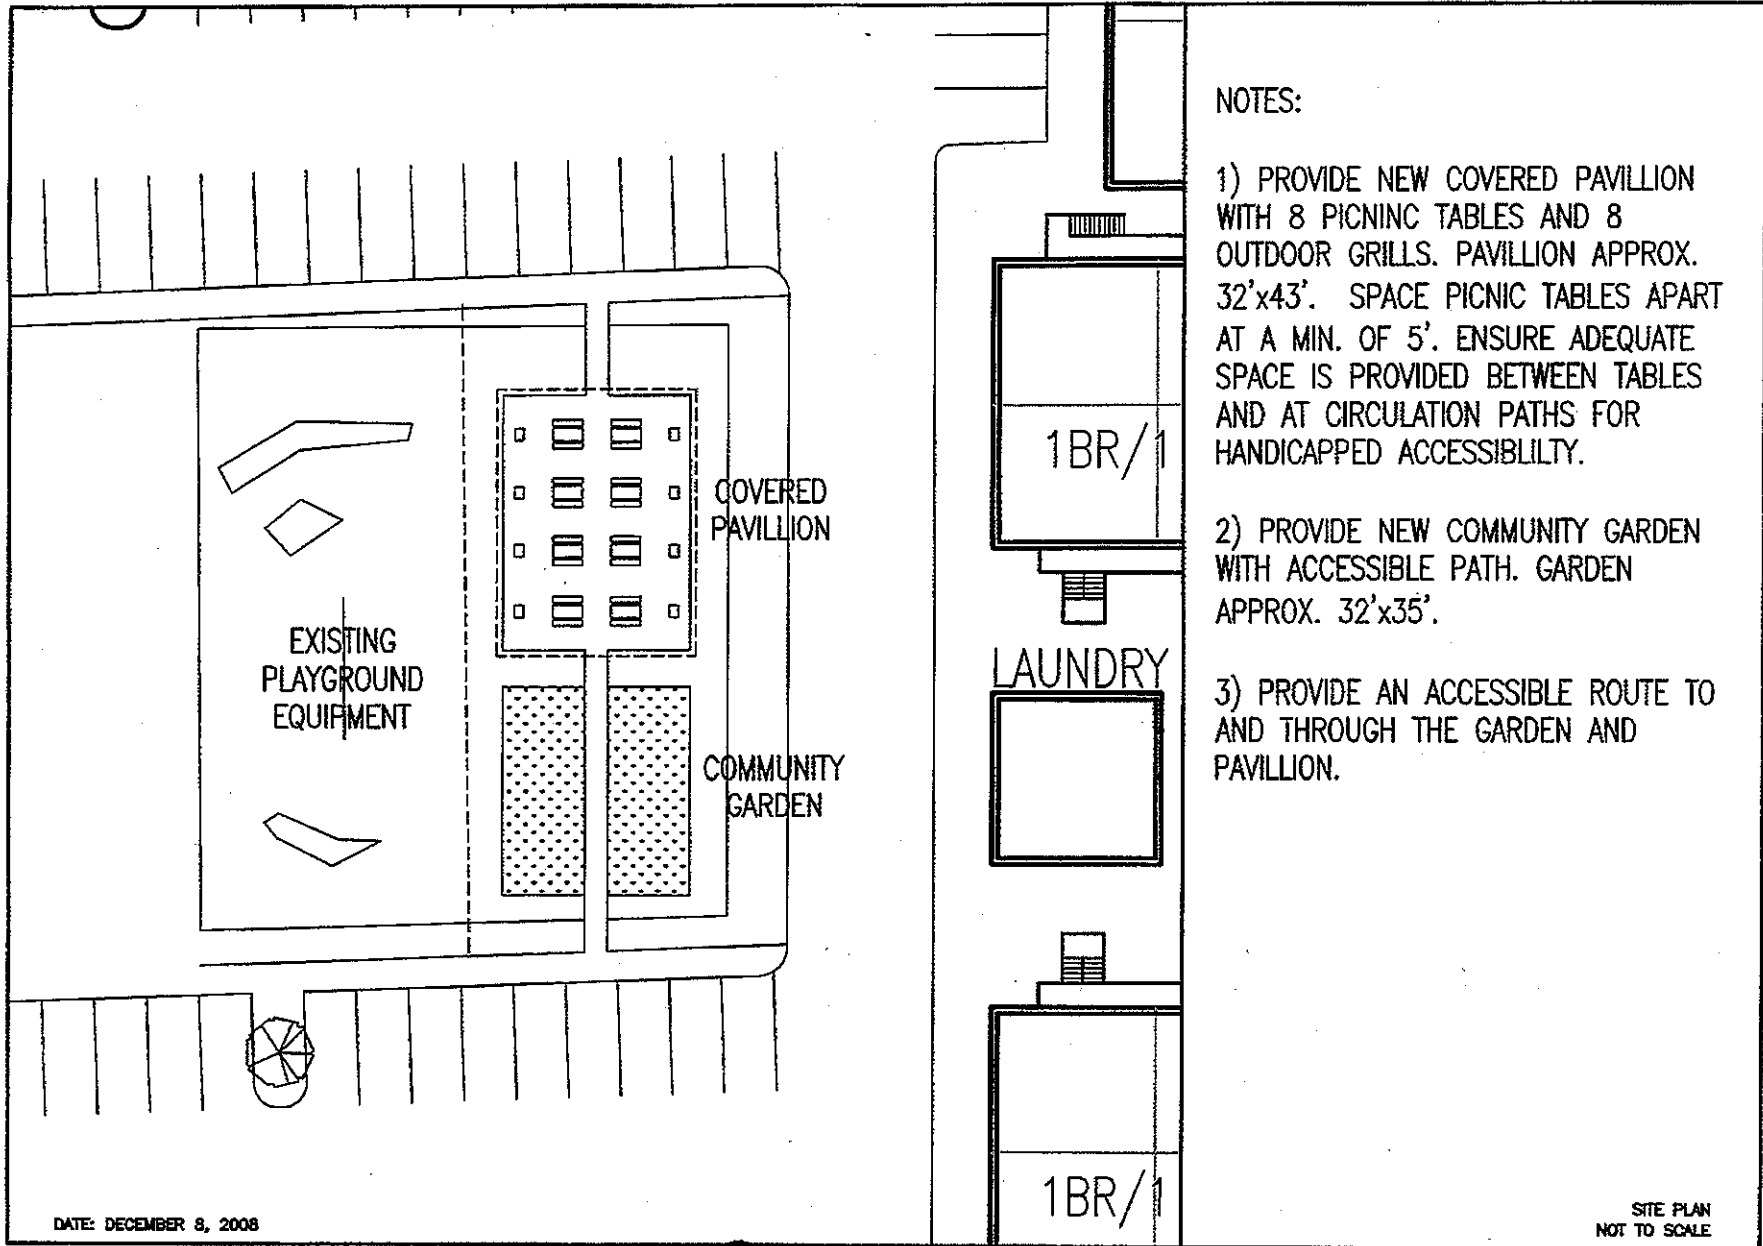 COVERED
PAVILLION
EXISTING
PLAYGROUND
EQUIPMENT
COMMUNITY
GARDEN
1BR/1
LAUNDRY
1BR/1
NOTES:
1) PROVIDE NEW COVERED PAVILLION
WITH 8 PICNINC TABLES AND 8
OUTDOOR GRILLS. PAVILLION APPROX.
32'x43'. SPACE PICNIC TABLES APART
AT A MIN. OF 5'. ENSURE ADEQUATE
SPACE IS PROVIDED BETWEEN TABLES
AND AT CIRCULATION PATHS FOR
HANDICAPPED ACCESSIBLILTY.
2) PROVIDE NEW COMMUNITY GARDEN
WITH ACCESSIBLE PATH. GARDEN
APPROX. 32'x35'.
3) PROVIDE AN ACCESSIBLE ROUTE TO
AND THROUGH THE GARDEN AND
PAVILLION.
DATE: DECEMBER 8, 2008
SITE PLAN
NOT TO SCALE